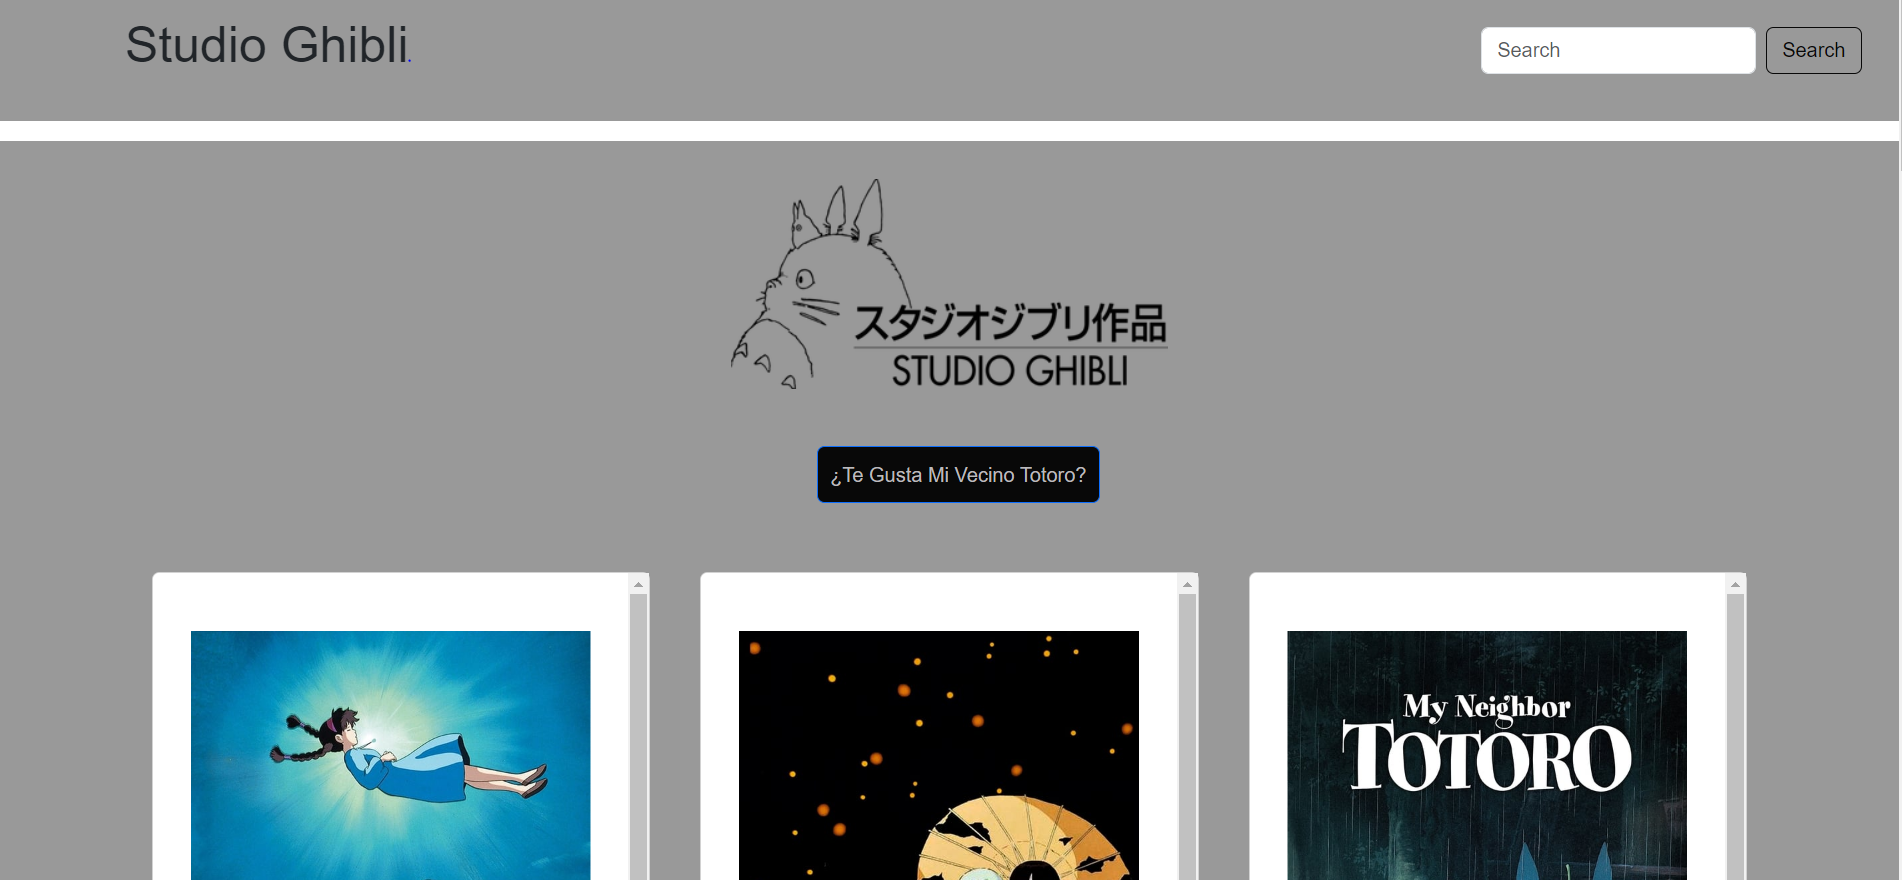 Studio Ghibli.
Search
Search
スタジオジブリ作品
STUDIO GHIBLI
¿Te Gusta Mi Vecino Totoro?
My Neighbor
TOTORO